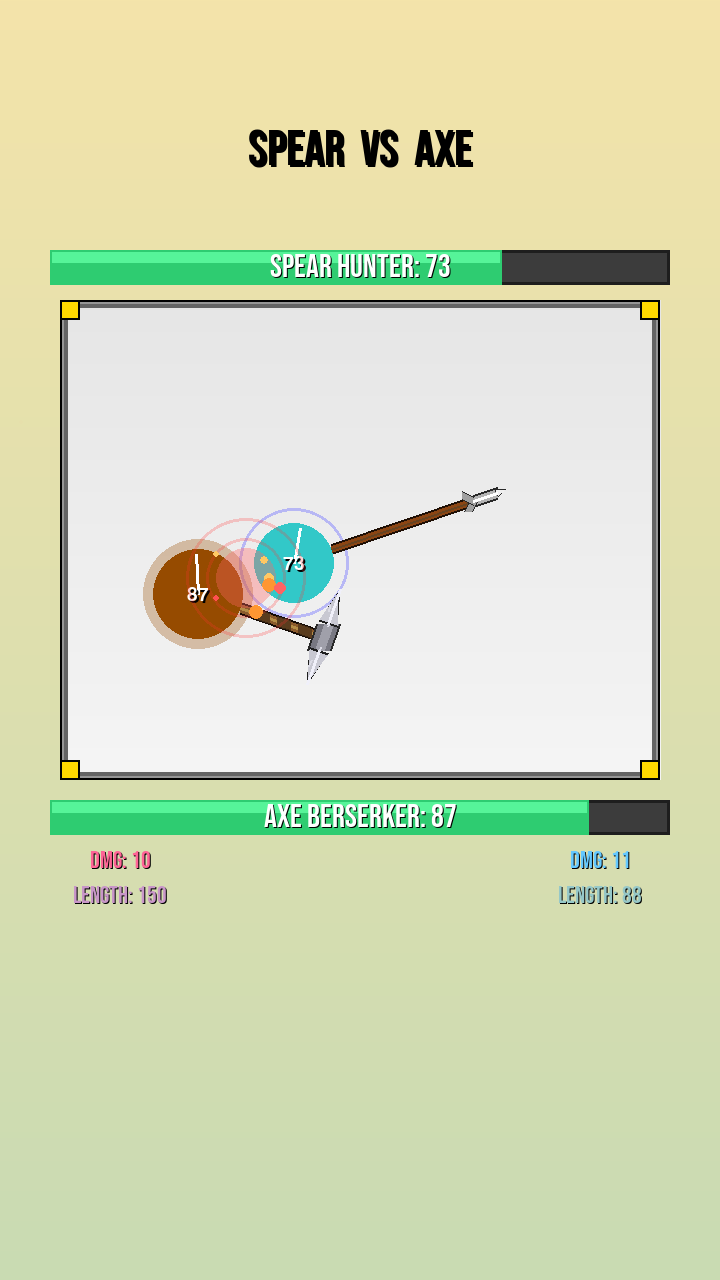 SPEAR VS AXE
SPEAR HUNTER: 73
73
87
AXE BERSERKER: 87
DMG: 10
DMG: 11
LENGTH: 150
LENGTH: 88